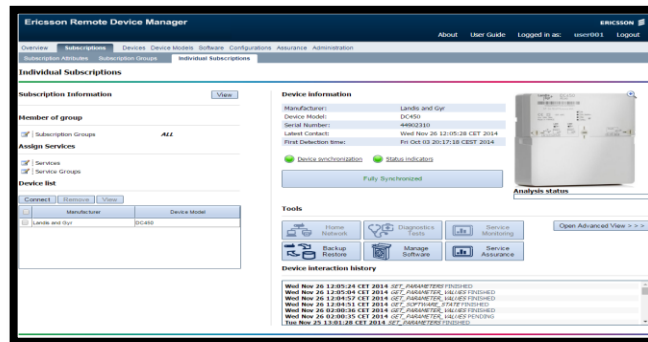 Ericsson Remote Device Manager
ERICSSON
About User Guide Logged in as: user001 Logout
Overview Subscriptions Devices Device Models Software Configurations Assurance Administration
Subscription Attributes Subscription Groups Individual Subscriptions
Individual Subscriptions
Subscription Information View
Member of group
Subscription Groups ALL
Assign Services
Services
Service Groups
Device list
Connect Remove View
Manufacturer Device Model
Landis and Gyr DC450
Device information
Manufacturer: Landis and Gyr
Device Model: DC450
Serial Number: 44902310
Latest Contact: Wed Nov 26 12:05:28 CET 2014
First Detection time: Fri Oct 03 20:17:18 CEST 2014
Device synchronization Status indicators
Fully Synchronized
Analysis status
Tools
Home Network Diagnostics Tests Service Monitoring Open Advanced View > > >
Backup Restore Manage Software Service Assurance
Device interaction history
Wed Nov 26 12:05:24 CET 2014 SET_PARAMETERS FINISHED
Wed Nov 26 12:05:04 CET 2014 GET_PARAMETER_VALUES FINISHED
Wed Nov 26 12:04:57 CET 2014 GET_PARAMETER_VALUES FINISHED
Wed Nov 26 12:04:51 CET 2014 GET_SOFTWARE_STATE FINISHED
Wed Nov 26 02:00:36 CET 2014 GET_PARAMETER_VALUES FINISHED
Wed Nov 26 02:00:35 CET 2014 GET_PARAMETER_VALUES PENDING
Tue Nov 25 13:01:28 CET 2014 SET_PARAMETERS FINISHED